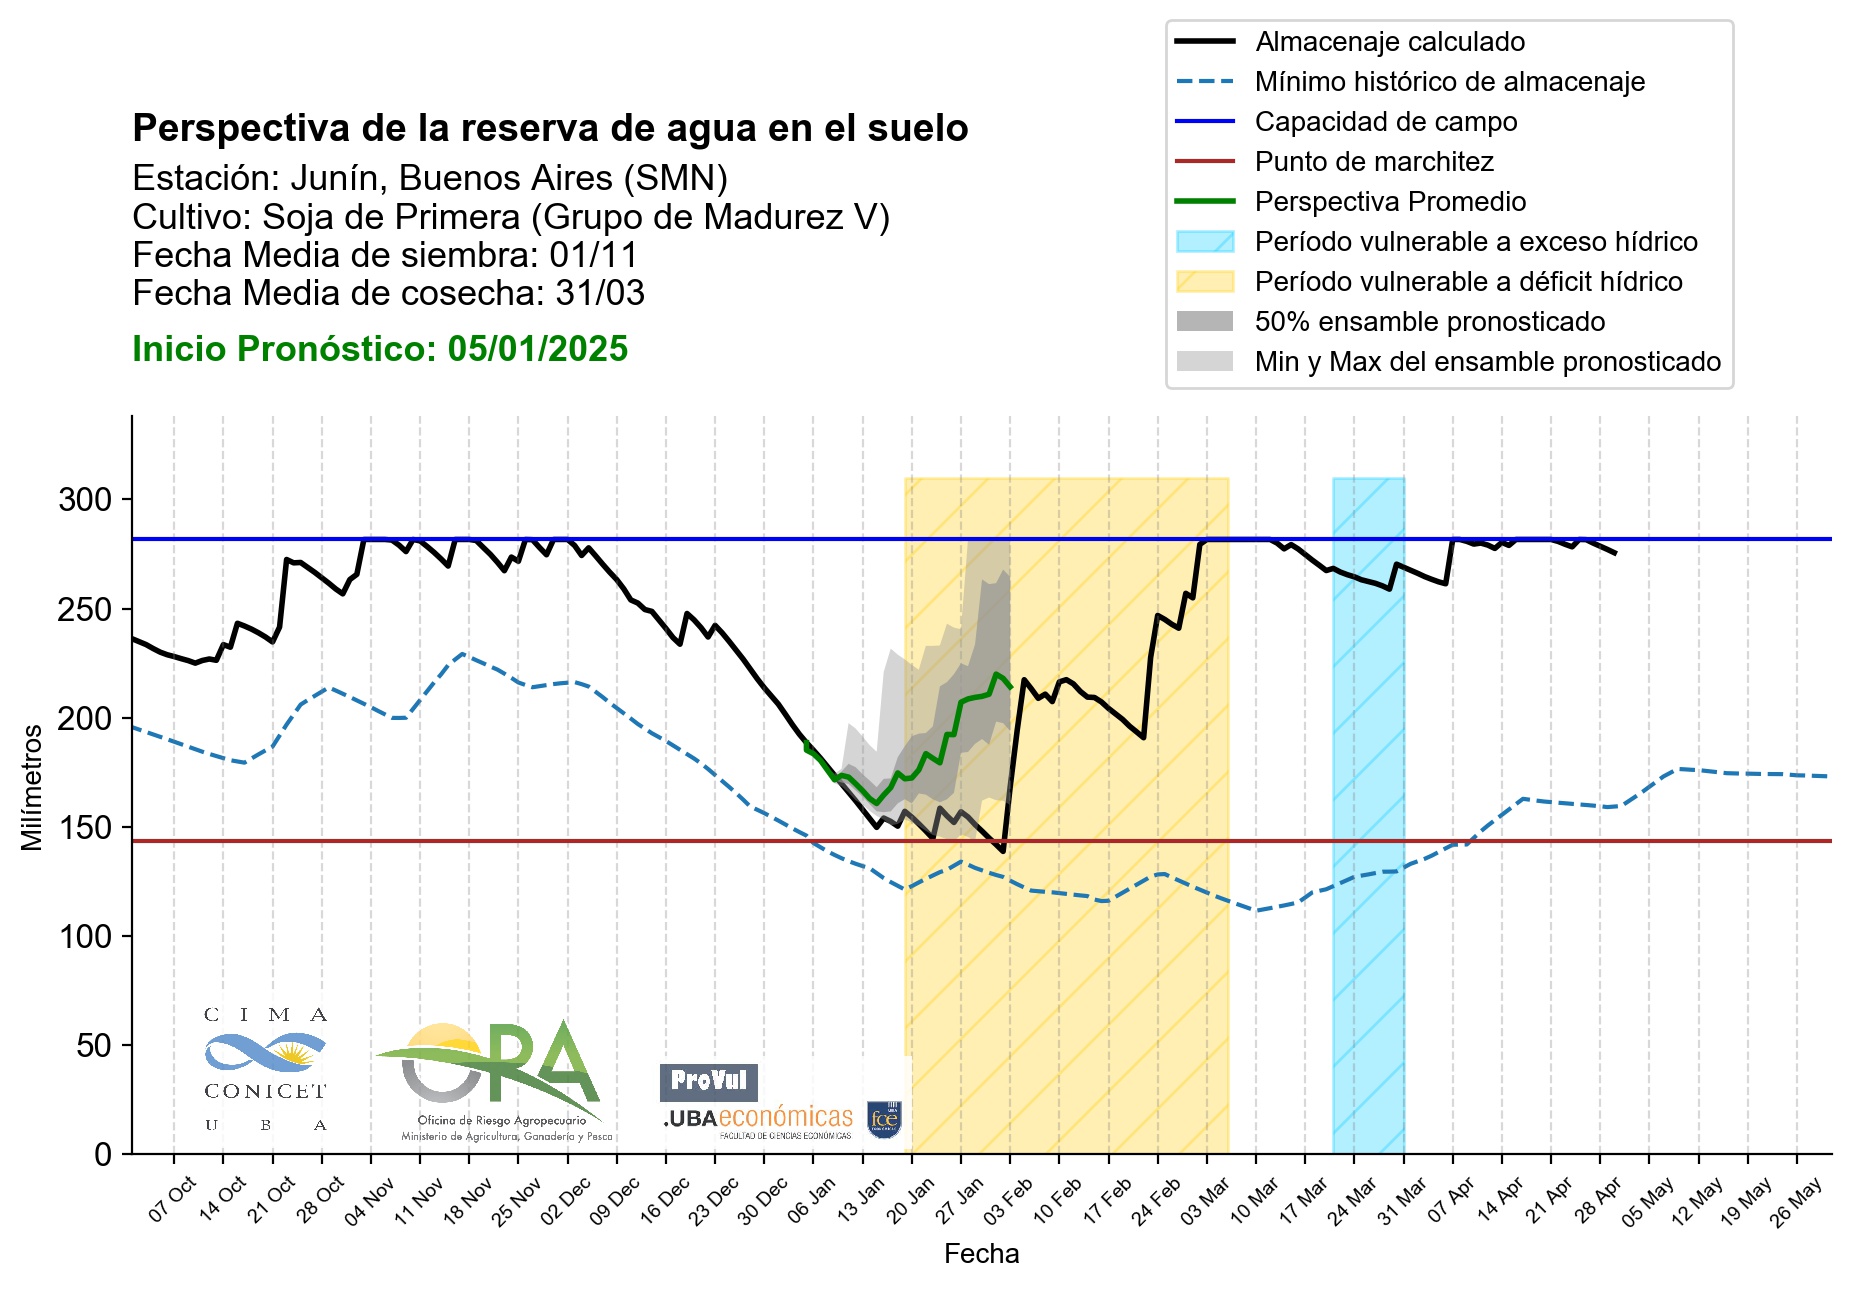 Almacenaje calculado
Mínimo histórico de almacenaje
Capacidad de campo
Punto de marchitez
Perspectiva Promedio
Período vulnerable a exceso hídrico
Período vulnerable a déficit hídrico
50% ensamble pronosticado
Min y Max del ensamble pronosticado
Perspectiva de la reserva de agua en el suelo
Estación: Junín, Buenos Aires (SMN)
Cultivo: Soja de Primera (Grupo de Madurez V)
Fecha Media de siembra: 01/11
Fecha Media de cosecha: 31/03
Inicio Pronóstico: 05/01/2025
Milímetros
300
250
200
150
100
50
0
CIMA
CONICET
UBA
ORA
Oficina de Riesgo Agropecuario
Ministerio de Agricultura, Ganadería y Pesca
ProVul
.UBAeconómicas
FACULTAD DE CIENCIAS ECONÓMICAS
UBA
fce
07 Oct
14 Oct
21 Oct
28 Oct
04 Nov
11 Nov
18 Nov
25 Nov
02 Dec
09 Dec
16 Dec
23 Dec
30 Dec
06 Jan
13 Jan
20 Jan
27 Jan
03 Feb
10 Feb
17 Feb
24 Feb
03 Mar
10 Mar
17 Mar
24 Mar
31 Mar
07 Apr
14 Apr
21 Apr
28 Apr
05 May
12 May
19 May
26 May
Fecha